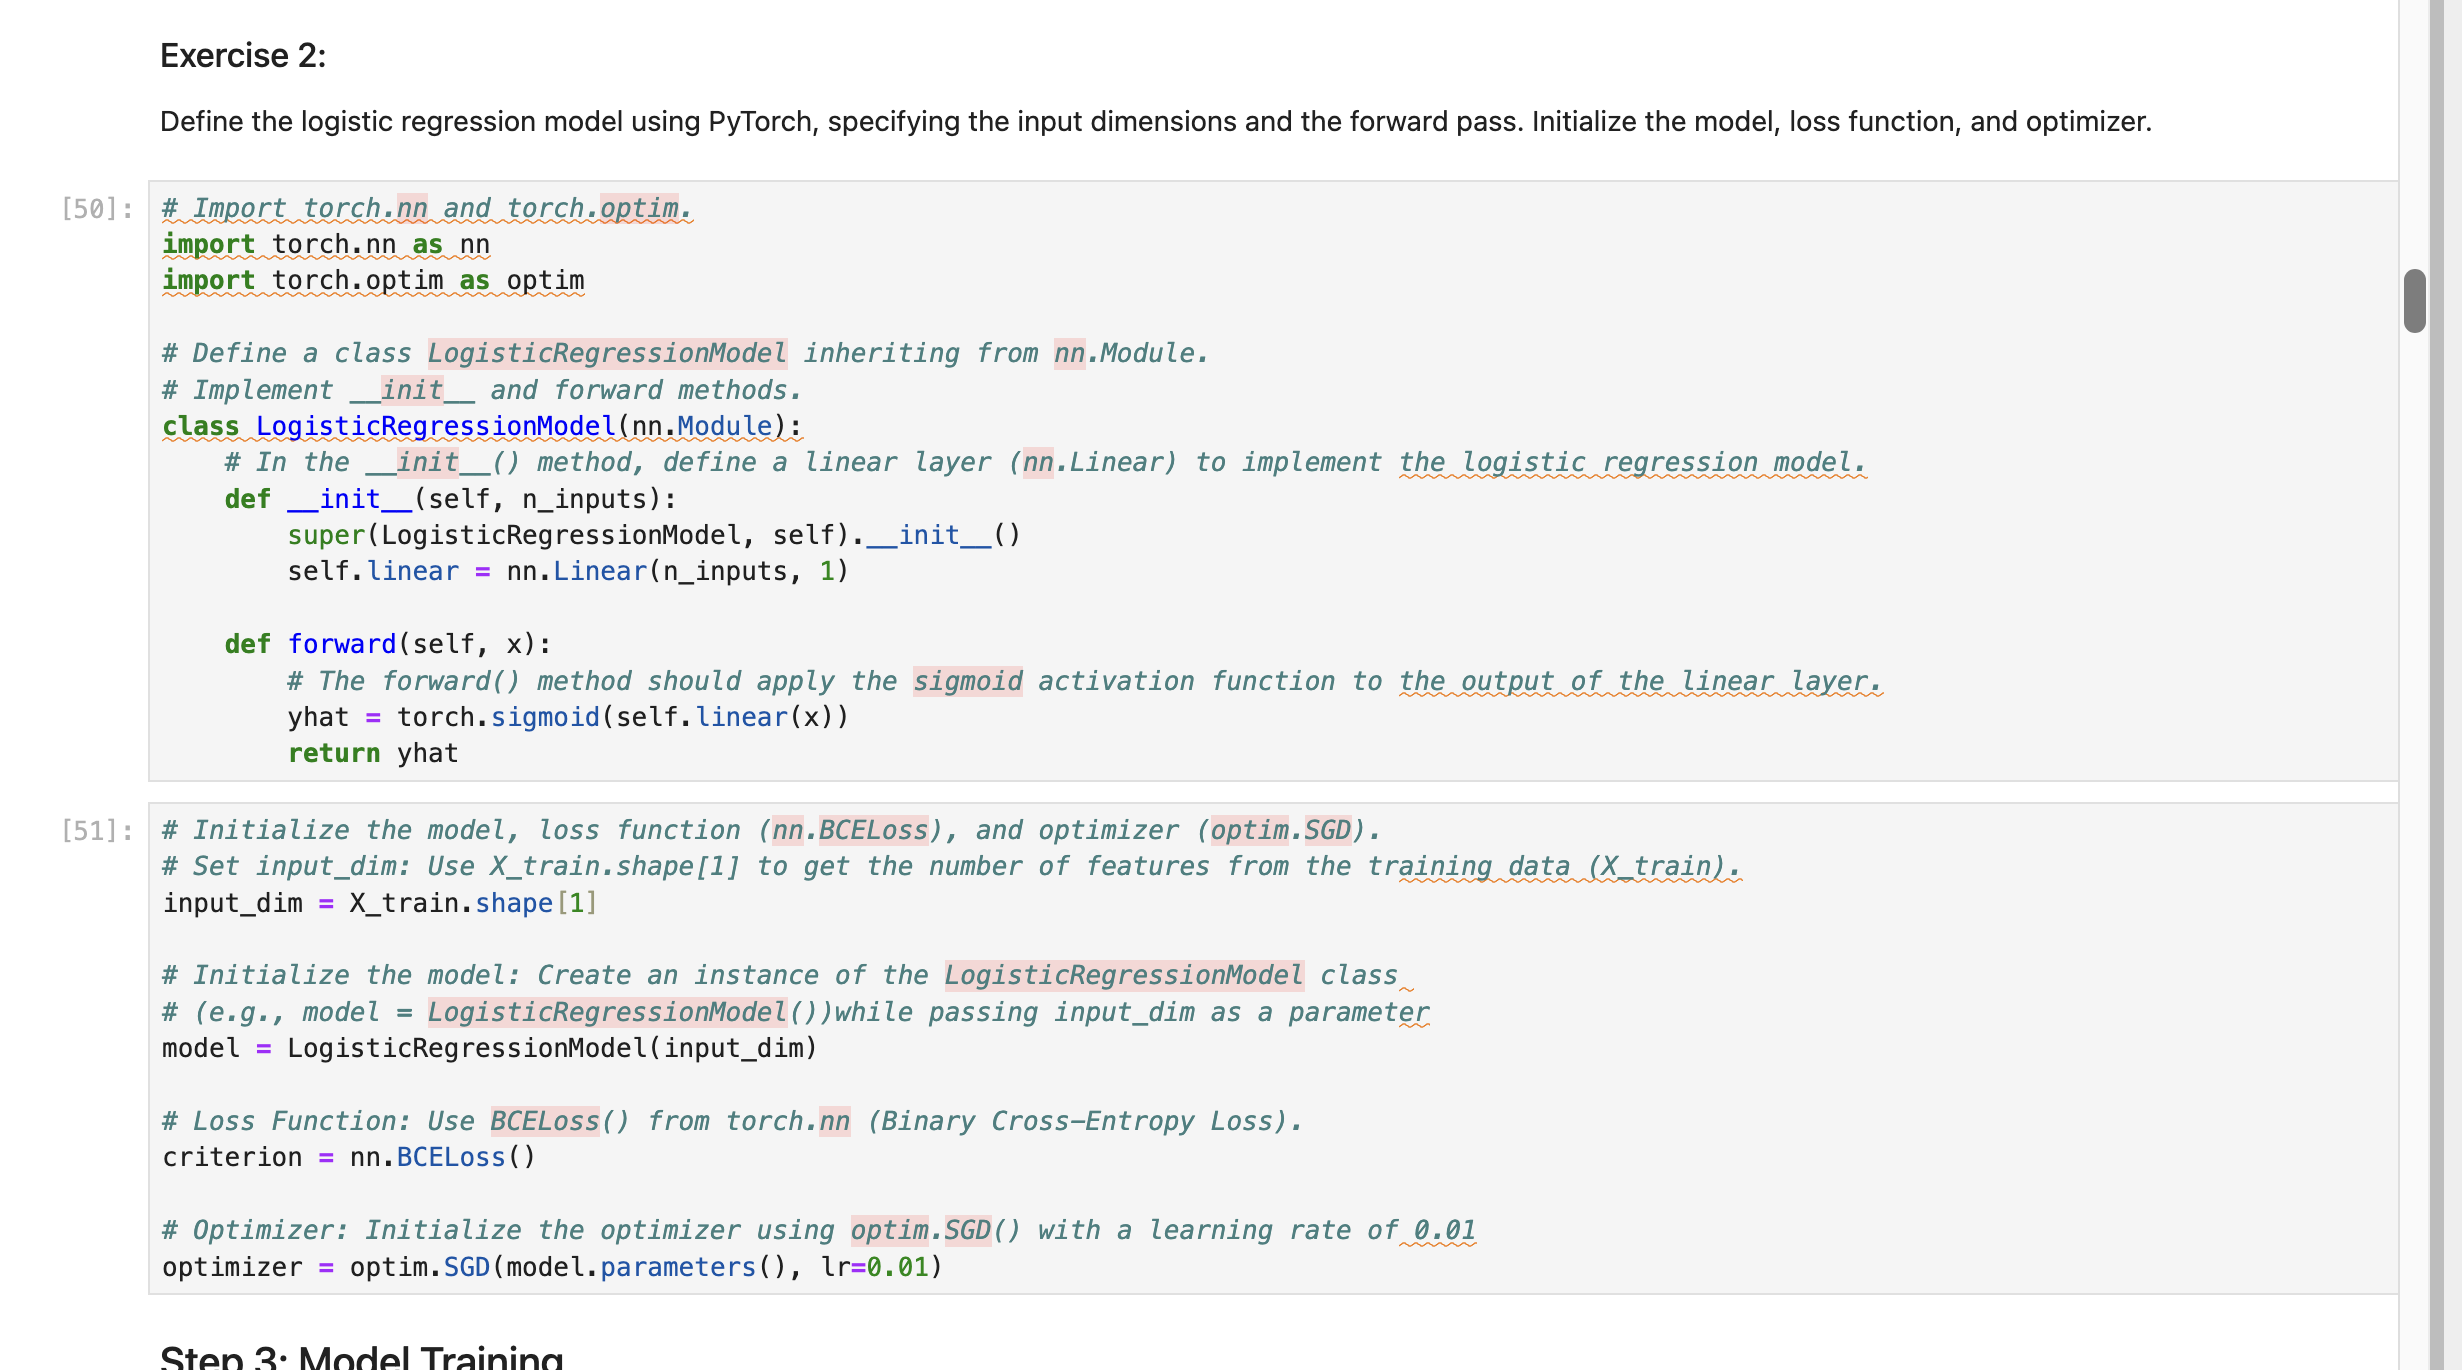 Exercise 2:
Define the logistic regression model using PyTorch, specifying the input dimensions and the forward pass. Initialize the model, loss function, and optimizer.
[50]:
# Import torch.nn and torch.optim.
import torch.nn as nn
import torch.optim as optim
# Define a class LogisticRegressionModel inheriting from nn.Module.
# Implement __init__ and forward methods.
class LogisticRegressionModel(nn.Module):
    # In the __init__() method, define a linear layer (nn.Linear) to implement the logistic regression model.
    def __init__(self, n_inputs):
        super(LogisticRegressionModel, self).__init__()
        self.linear = nn.Linear(n_inputs, 1)
    def forward(self, x):
        # The forward() method should apply the sigmoid activation function to the output of the linear layer.
        yhat = torch.sigmoid(self.linear(x))
        return yhat
[51]:
# Initialize the model, loss function (nn.BCELoss), and optimizer (optim.SGD).
# Set input_dim: Use X_train.shape[1] to get the number of features from the training data (X_train).
input_dim = X_train.shape[1]
# Initialize the model: Create an instance of the LogisticRegressionModel class
# (e.g., model = LogisticRegressionModel())while passing input_dim as a parameter
model = LogisticRegressionModel(input_dim)
# Loss Function: Use BCELoss() from torch.nn (Binary Cross-Entropy Loss).
criterion = nn.BCELoss()
# Optimizer: Initialize the optimizer using optim.SGD() with a learning rate of 0.01
optimizer = optim.SGD(model.parameters(), lr=0.01)
Step 3: Model Training